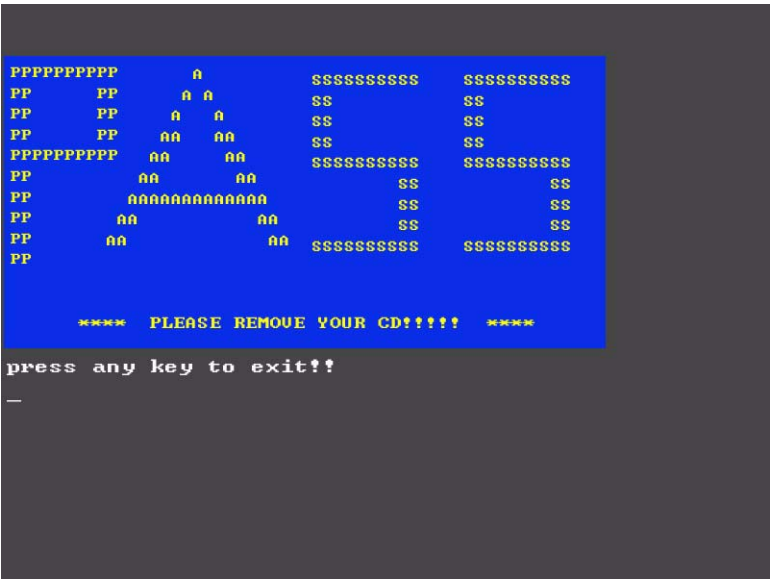 PPPPPPPPPP       A          SSSSSSSSSS   SSSSSSSSSS
PP      PP      A A         SS           SS
PP      PP     A   A        SS           SS
PP      PP    AA   AA       SS           SS
PPPPPPPPPP   AA     AA      SSSSSSSSSS   SSSSSSSSSS
PP          AA       AA             SS           SS
PP         AAAAAAAAAAAAA            SS           SS
PP        AA           AA           SS           SS
PP       AA             AA  SSSSSSSSSS   SSSSSSSSSS
PP
**** PLEASE REMOVE YOUR CD!!!!! ****
press any key to exit!!
_